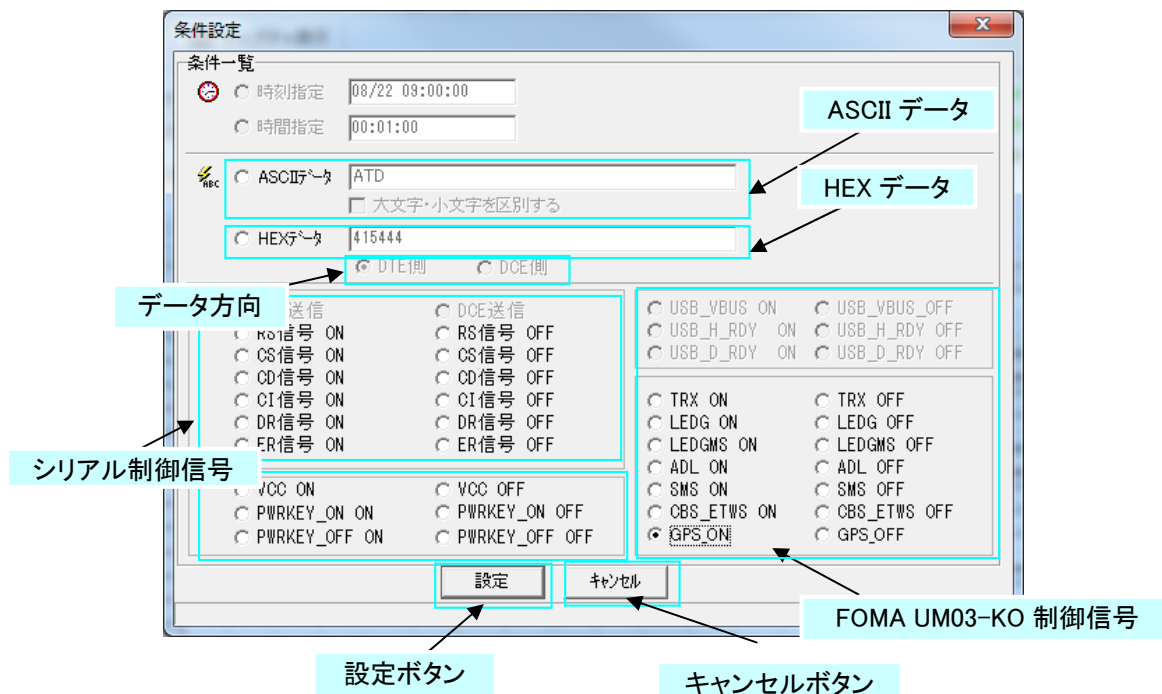 条件設定
条件一覧
時刻指定 08/22 09:00:00
時間指定 00:01:00
ASCII データ
ASCIIデータ ATD
大文字・小文字を区別する
HEX データ
HEXデータ 415444
DTE側 DCE側
データ方向
送信 DCE送信
RS信号 ON RS信号 OFF
CS信号 ON CS信号 OFF
CD信号 ON CD信号 OFF
CI信号 ON CI信号 OFF
DR信号 ON DR信号 OFF
ER信号 ON ER信号 OFF
シリアル制御信号
VCC ON VCC OFF
PWRKEY_ON ON PWRKEY_ON OFF
PWRKEY_OFF ON PWRKEY_OFF OFF
USB_VBUS ON USB_VBUS_OFF
USB_H_RDY ON USB_H_RDY OFF
USB_D_RDY ON USB_D_RDY OFF
TRX ON TRX OFF
LEDG ON LEDG OFF
LEDGMS ON LEDGMS OFF
ADL ON ADL OFF
SMS ON SMS OFF
CBS_ETWS ON CBS_ETWS OFF
GPS_ON GPS_OFF
設定 キャンセル
FOMA UM03-KO 制御信号
設定ボタン
キャンセルボタン